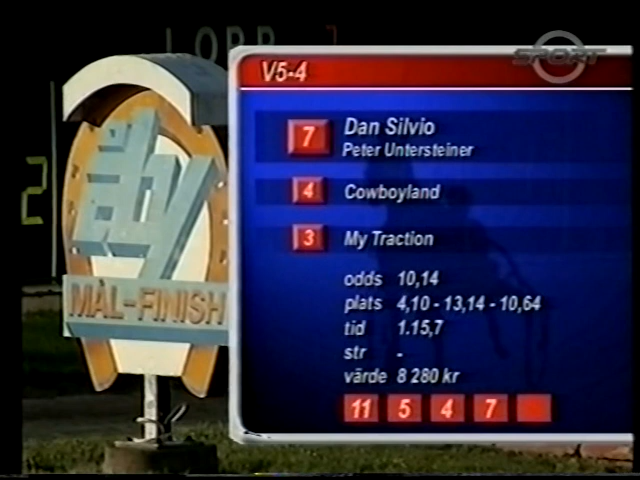 LOPP 7
SPORT
V5-4
7 Dan Silvio
Peter Untersteiner
4 Cowboyland
3 My Traction
odds 10,14
plats 4,10 - 13,14 - 10,64
tid 1.15,7
str -
värde 8 280 kr
11 5 4 7
2
MÅL-FINISH